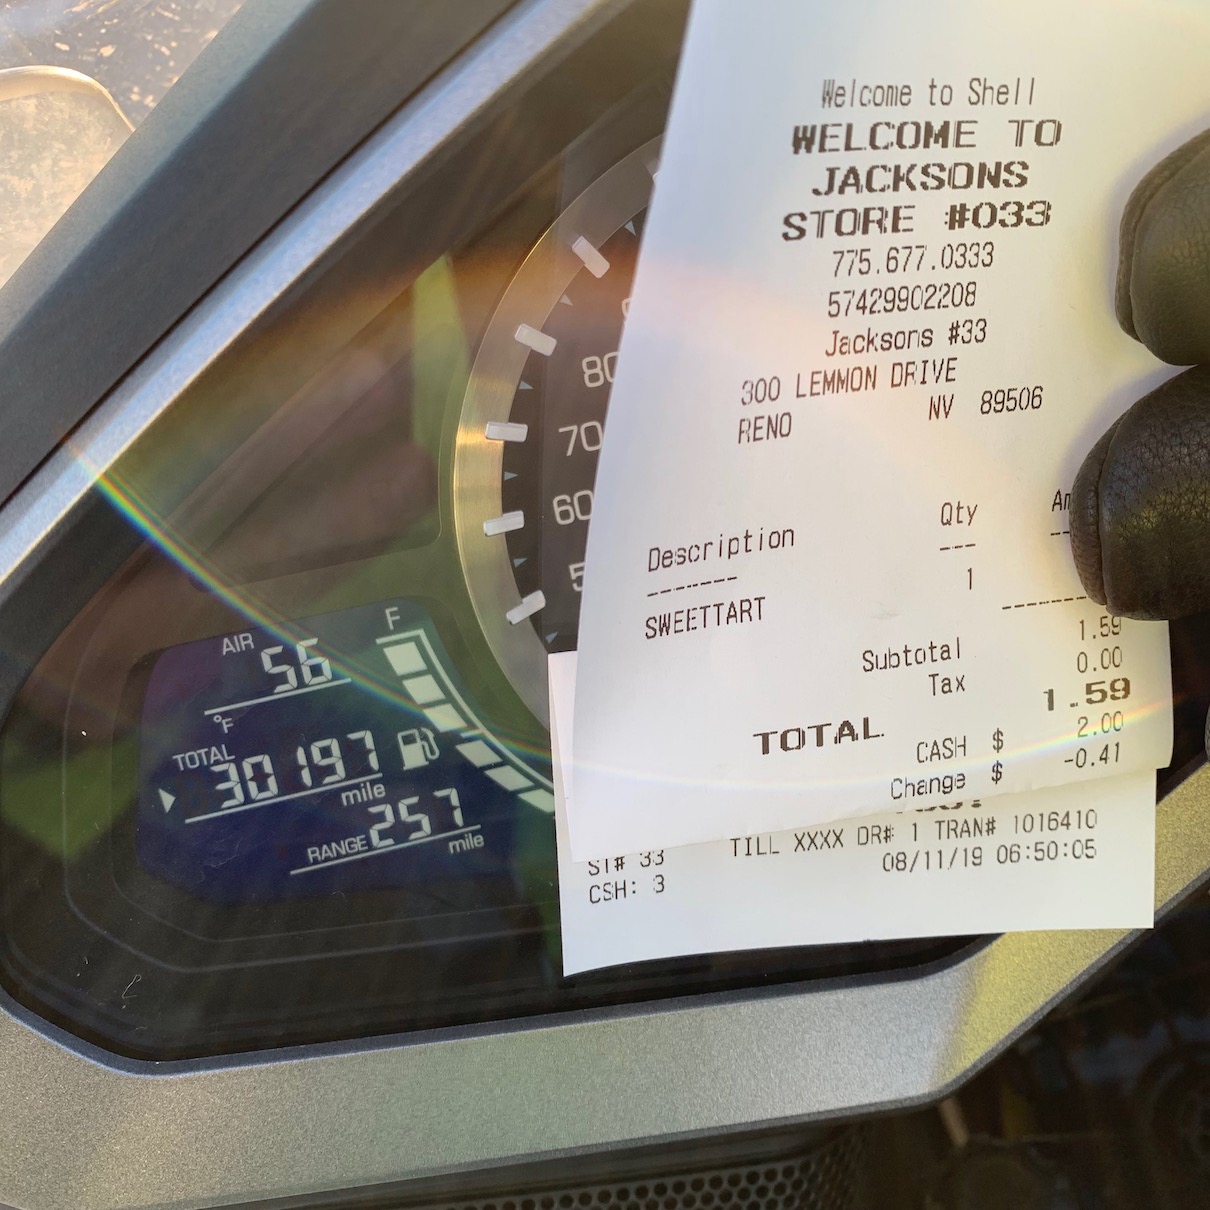 Welcome to Shell
WELCOME TO
JACKSONS
STORE #033
775.677.0333
57429902208
Jacksons #33
300 LEMMON DRIVE
RENO NV 89506
Description Qty
-------- ---
SWEETTART 1
Subtotal 1.59
Tax 0.00
TOTAL 1.59
CASH $ 2.00
Change $ -0.41
ST# 33 TILL XXXX DR# 1 TRAN# 1016410
CSH: 3 08/11/19 06:50:05
80
70
60
AIR 56
°F
F
TOTAL 30197 mile
RANGE 257 mile